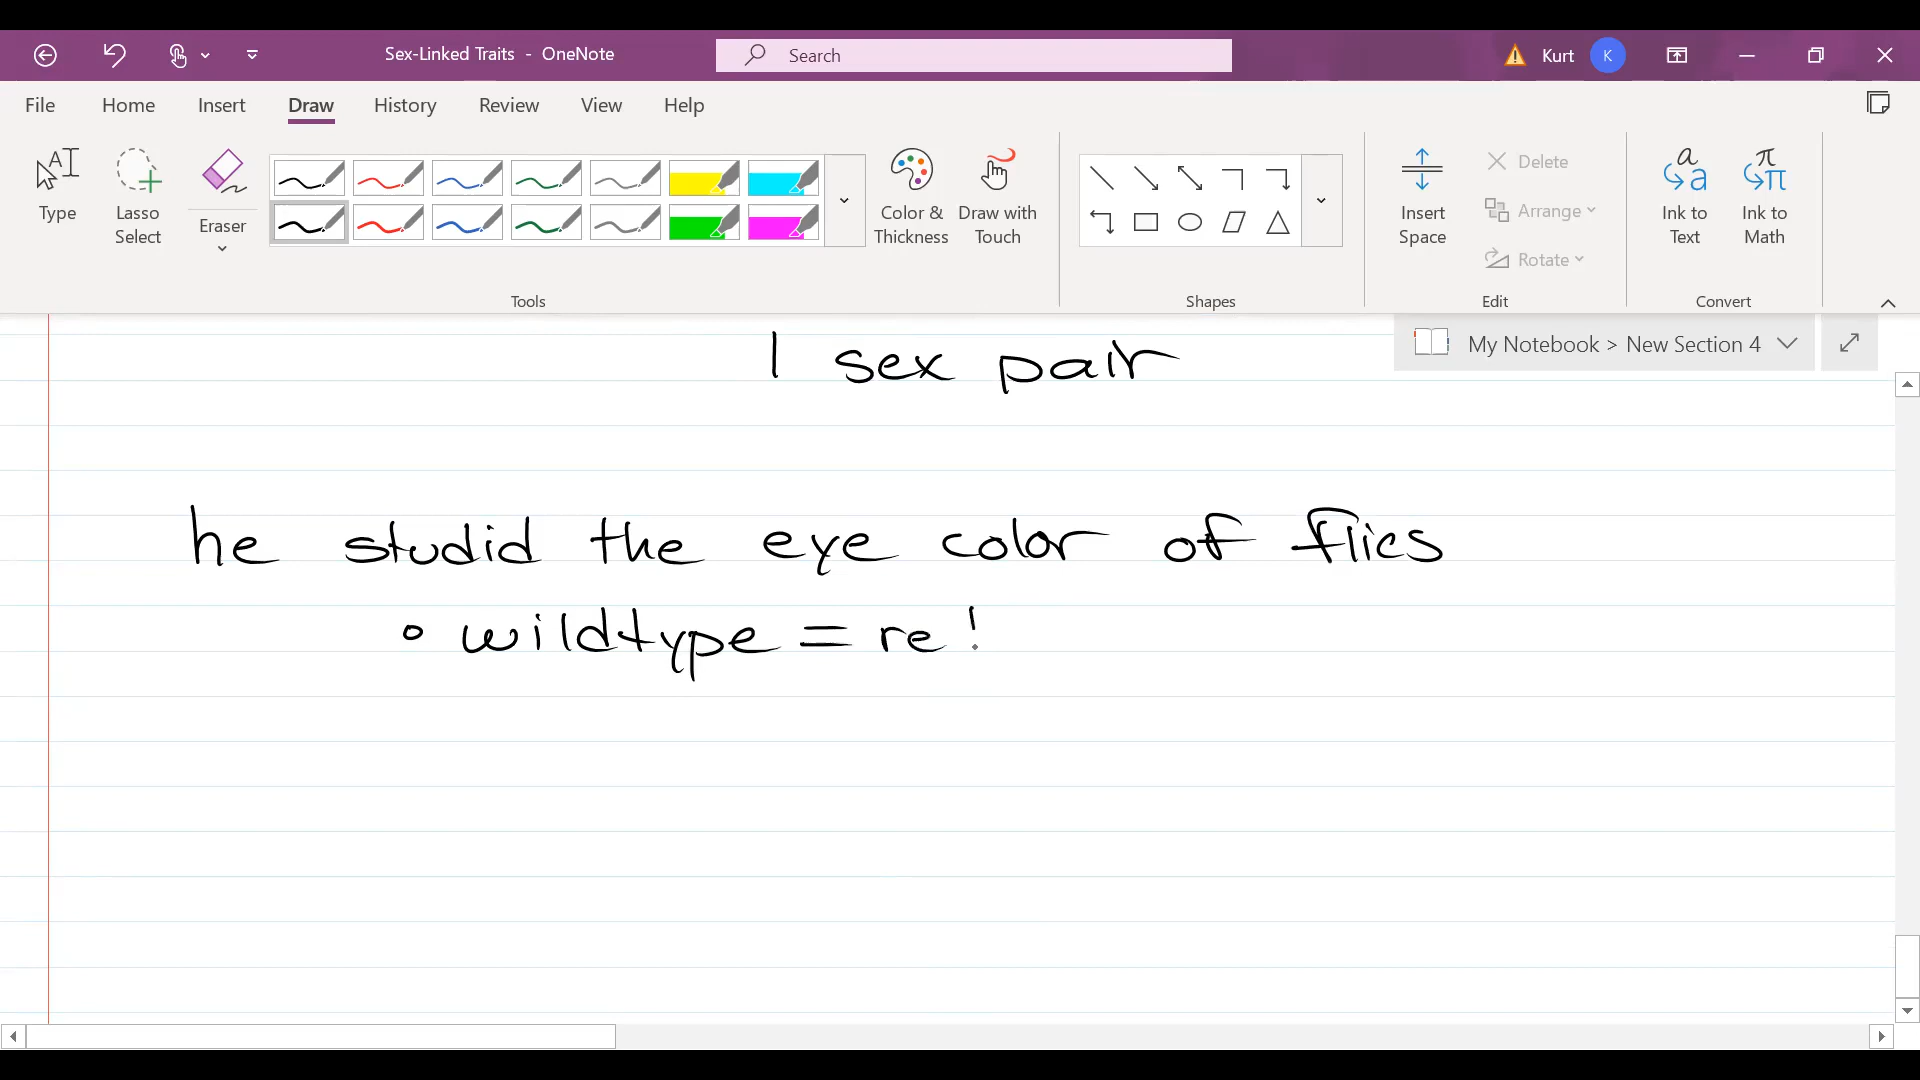 Sex-Linked Traits - OneNote
Search
Kurt
K
File Home Insert Draw History Review View Help
Type
Lasso Select
Eraser
Color & Thickness
Draw with Touch
Insert Space
Delete
Arrange
Rotate
Ink to Text
Ink to Math
Tools Shapes Edit Convert
My Notebook > New Section 4
1 sex pair
he studid the eye color of flies
• wildtype = re